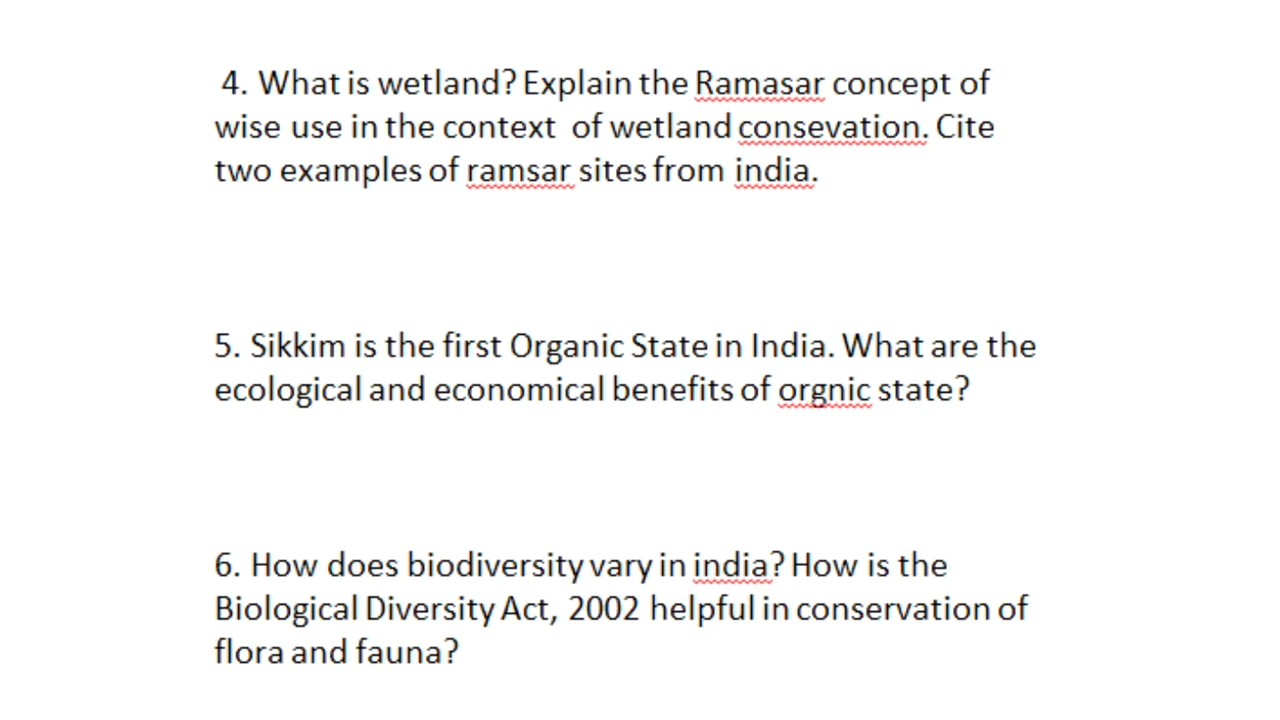 4. What is wetland? Explain the Ramasar concept of
wise use in the context of wetland consevation. Cite
two examples of ramsar sites from india.
5. Sikkim is the first Organic State in India. What are the
ecological and economical benefits of orgnic state?
6. How does biodiversity vary in india? How is the
Biological Diversity Act, 2002 helpful in conservation of
flora and fauna?